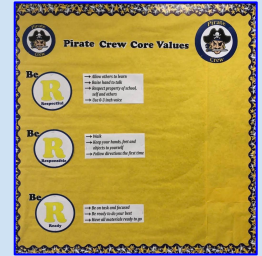 Pirate
Crew
Pirate Crew Core Values
Pirate
Crew
Be
R
Respectful
→ Allow others to learn
→ Raise hand to talk
→ Respect property of school,
self and others
→ Use 0-2 inch voice
Be
R
Responsible
→ Walk
→ Keep your hands, feet and
objects to yourself
→ Follow directions the first time
Be
R
Ready
→ Be on task and focused
→ Be ready to do your best
→ Have all materials ready to go